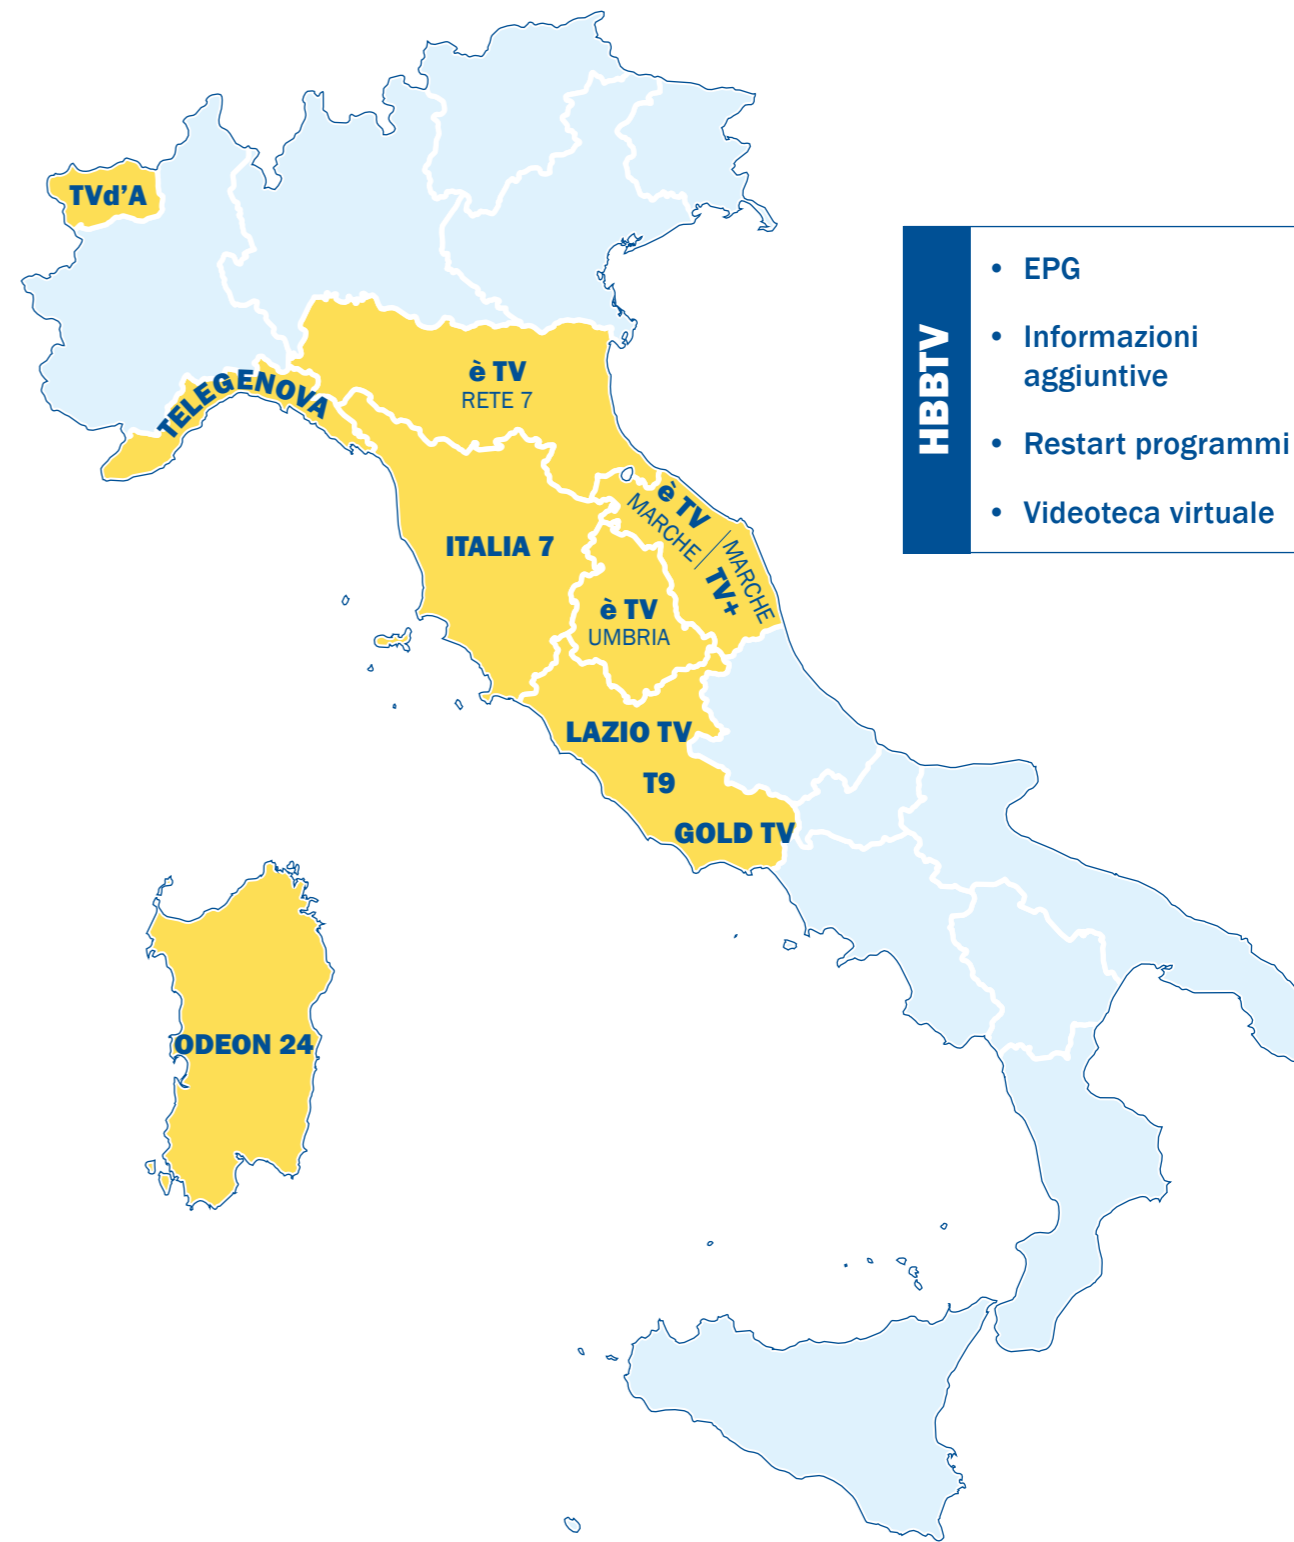 TVd'A
TELEGENOVA
è TV
RETE 7
ITALIA 7
è TV
MARCHE
MARCHE
TV+
è TV
UMBRIA
LAZIO TV
T9
GOLD TV
ODEON 24
HBBTV
• EPG
• Informazioni
aggiuntive
• Restart programmi
• Videoteca virtuale